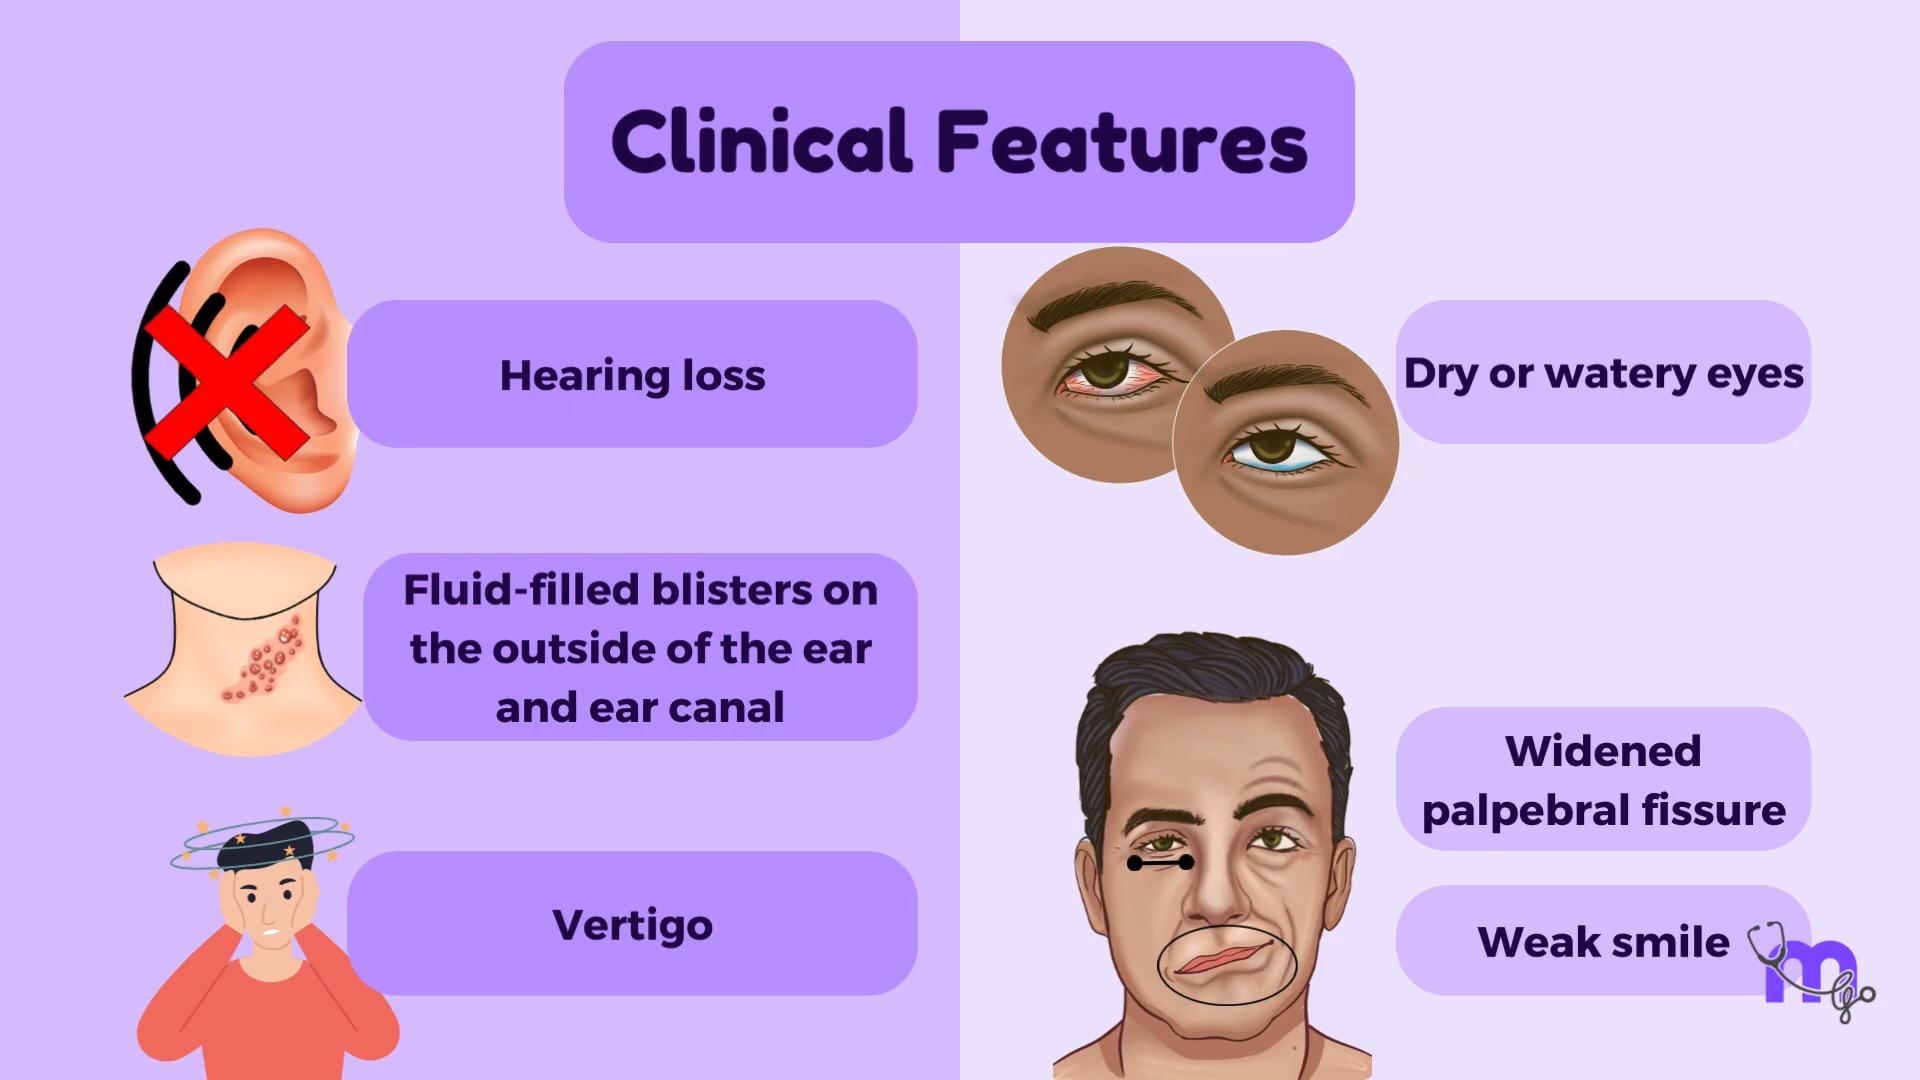 Clinical Features
Hearing loss
Fluid-filled blisters on
the outside of the ear
and ear canal
Vertigo
Dry or watery eyes
Widened
palpebral fissure
Weak smile
m go